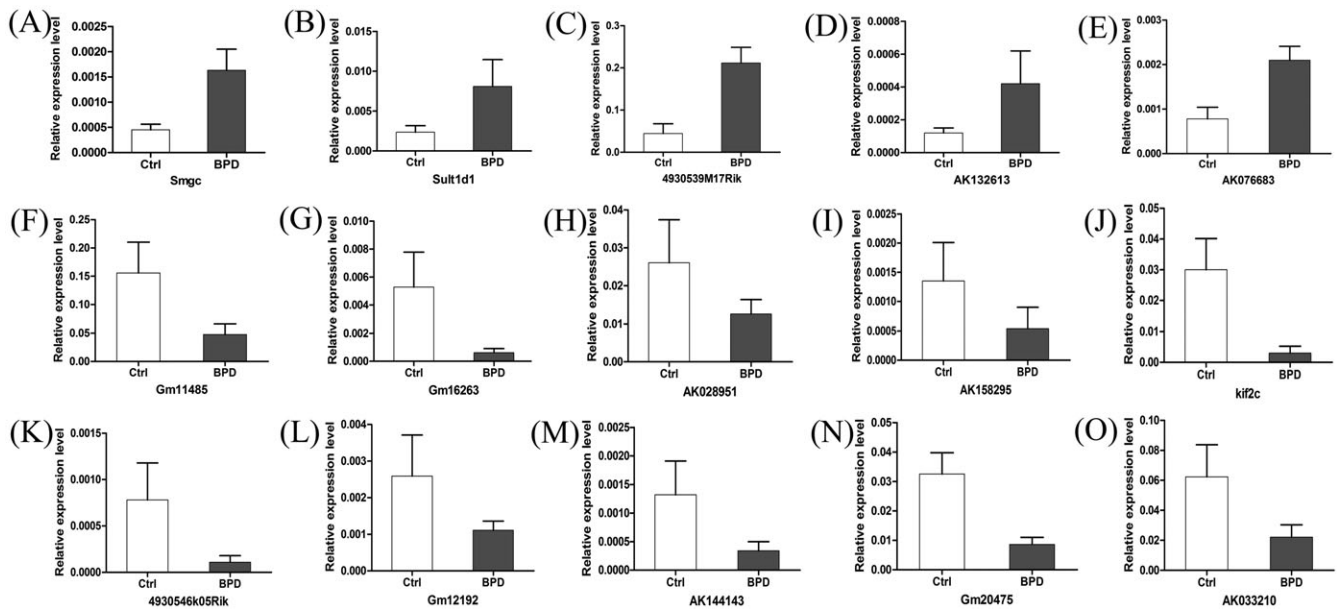 (A)
Relative expression level
0.0025
0.0020
0.0015
0.0010
0.0005
0.0000
Ctrl BPD
Smgc
(B)
Relative expression level
0.015
0.010
0.005
0.000
Ctrl BPD
Sult1d1
(C)
Relative expression level
0.3
0.2
0.1
0.0
Ctrl BPD
4930539M17Rik
(D)
Relative expression level
0.0008
0.0006
0.0004
0.0002
0.0000
Ctrl BPD
AK132613
(E)
Relative expression level
0.003
0.002
0.001
0.000
Ctrl BPD
AK076683
(F)
Relative expression level
0.25
0.20
0.15
0.10
0.05
0.00
Ctrl BPD
Gm11485
(G)
Relative expression level
0.010
0.008
0.006
0.004
0.002
0.000
Ctrl BPD
Gm16263
(H)
Relative expression level
0.04
0.03
0.02
0.01
0.00
Ctrl BPD
AK028951
(I)
Relative expression level
0.0025
0.0020
0.0015
0.0010
0.0005
0.0000
Ctrl BPD
AK158295
(J)
Relative expression level
0.05
0.04
0.03
0.02
0.01
0.00
Ctrl BPD
kif2c
(K)
Relative expression level
0.0015
0.0010
0.0005
0.0000
Ctrl BPD
4930546k05Rik
(L)
Relative expression level
0.004
0.003
0.002
0.001
0.000
Ctrl BPD
Gm12192
(M)
Relative expression level
0.0025
0.0020
0.0015
0.0010
0.0005
0.0000
Ctrl BPD
AK144143
(N)
Relative expression level
0.05
0.04
0.03
0.02
0.01
0.00
Ctrl BPD
Gm20475
(O)
Relative expression level
0.10
0.08
0.06
0.04
0.02
0.00
Ctrl BPD
AK033210